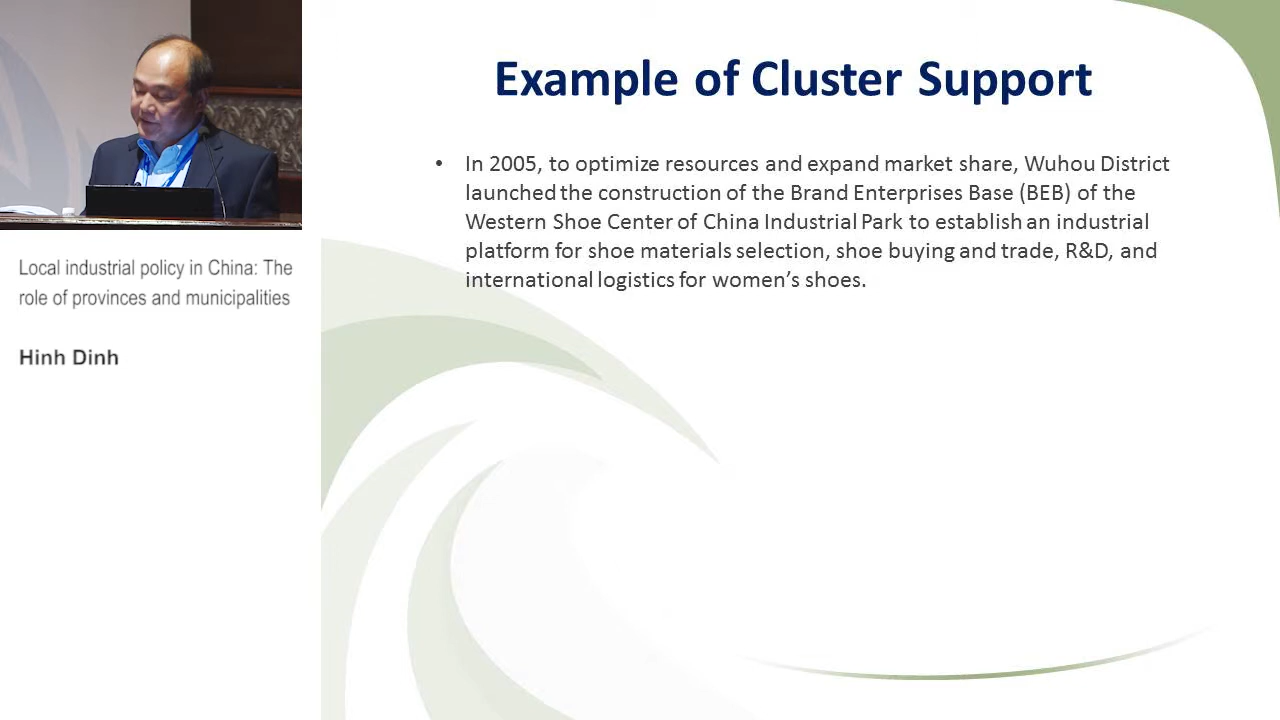 Example of Cluster Support
• In 2005, to optimize resources and expand market share, Wuhou District
launched the construction of the Brand Enterprises Base (BEB) of the
Western Shoe Center of China Industrial Park to establish an industrial
platform for shoe materials selection, shoe buying and trade, R&D, and
international logistics for women’s shoes.
Local industrial policy in China: The
role of provinces and municipalities
Hinh Dinh